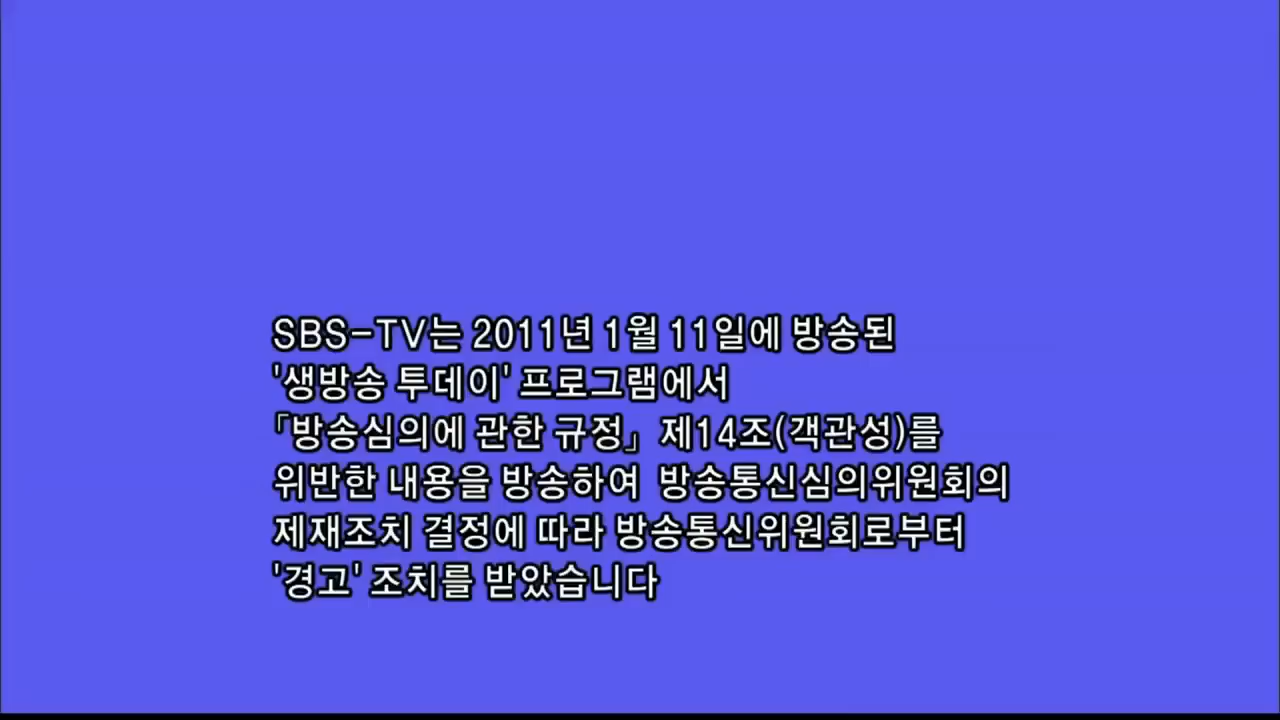 SBS-TV는 2011년 1월 11일에 방송된
'생방송 투데이' 프로그램에서
「방송심의에 관한 규정」 제14조(객관성)를
위반한 내용을 방송하여 방송통신심의위원회의
제재조치 결정에 따라 방송통신위원회로부터
'경고' 조치를 받았습니다